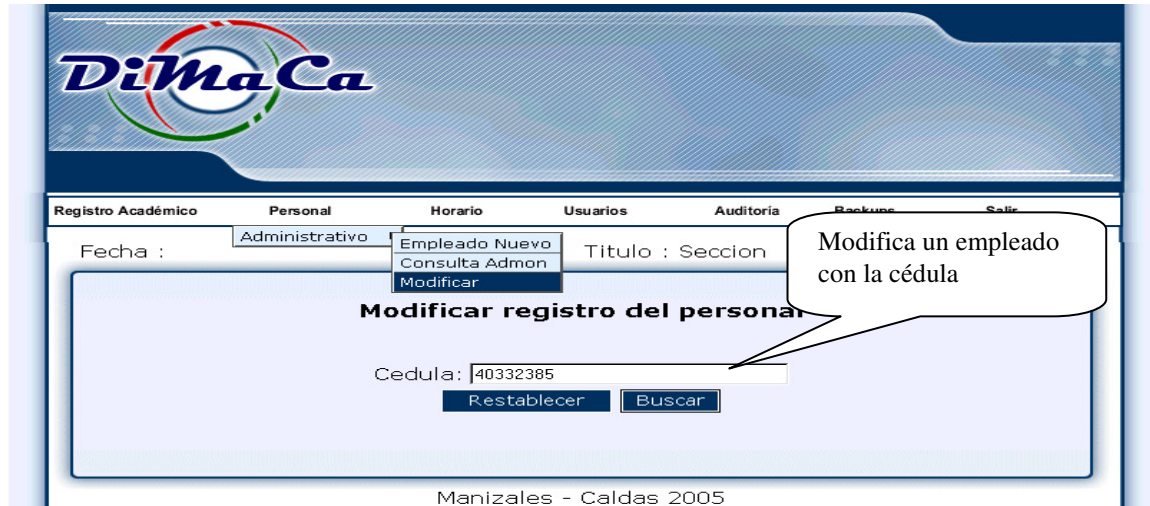 DiMaCa
Registro Académico Personal Horario Usuarios Auditoría Backups Salir
Administrativo
Empleado Nuevo
Consulta Admon
Modificar
Fecha : Titulo : Seccion
Modifica un empleado
con la cédula
Modificar registro del personal
Cedula: 40332385
Restablecer Buscar
Manizales - Caldas 2005